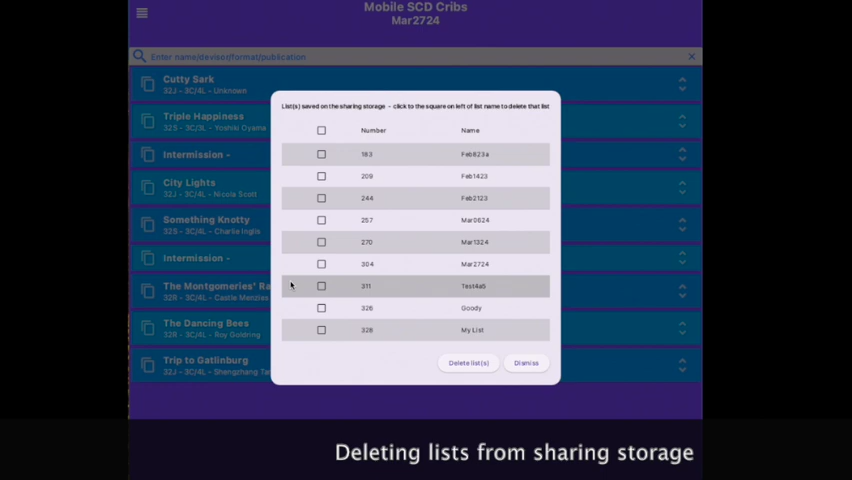 Mobile SCD Cribs
Mar2724
Enter name/devisor/format/publication
Cutty Sark
32J - 3C/4L - Unknown
Triple Happiness
32S - 3C/3L - Yoshiki Oyama
Intermission -
City Lights
32J - 3C/4L - Nicola Scott
Something Knotty
32S - 3C/4L - Charlie Inglis
Intermission -
The Montgomeries' Ra
32R - 3C/4L - Castle Menzies
The Dancing Bees
32R - 3C/4L - Roy Goldring
Trip to Gatlinburg
32J - 3C/4L - Shengzhang Ta
List(s) saved on the sharing storage - click to the square on left of list name to delete that list
Number Name
183 Feb823a
209 Feb1423
244 Feb2123
257 Mar0624
270 Mar1324
304 Mar2724
311 Test4a5
326 Goody
328 My List
Delete list(s) Dismiss
Deleting lists from sharing storage